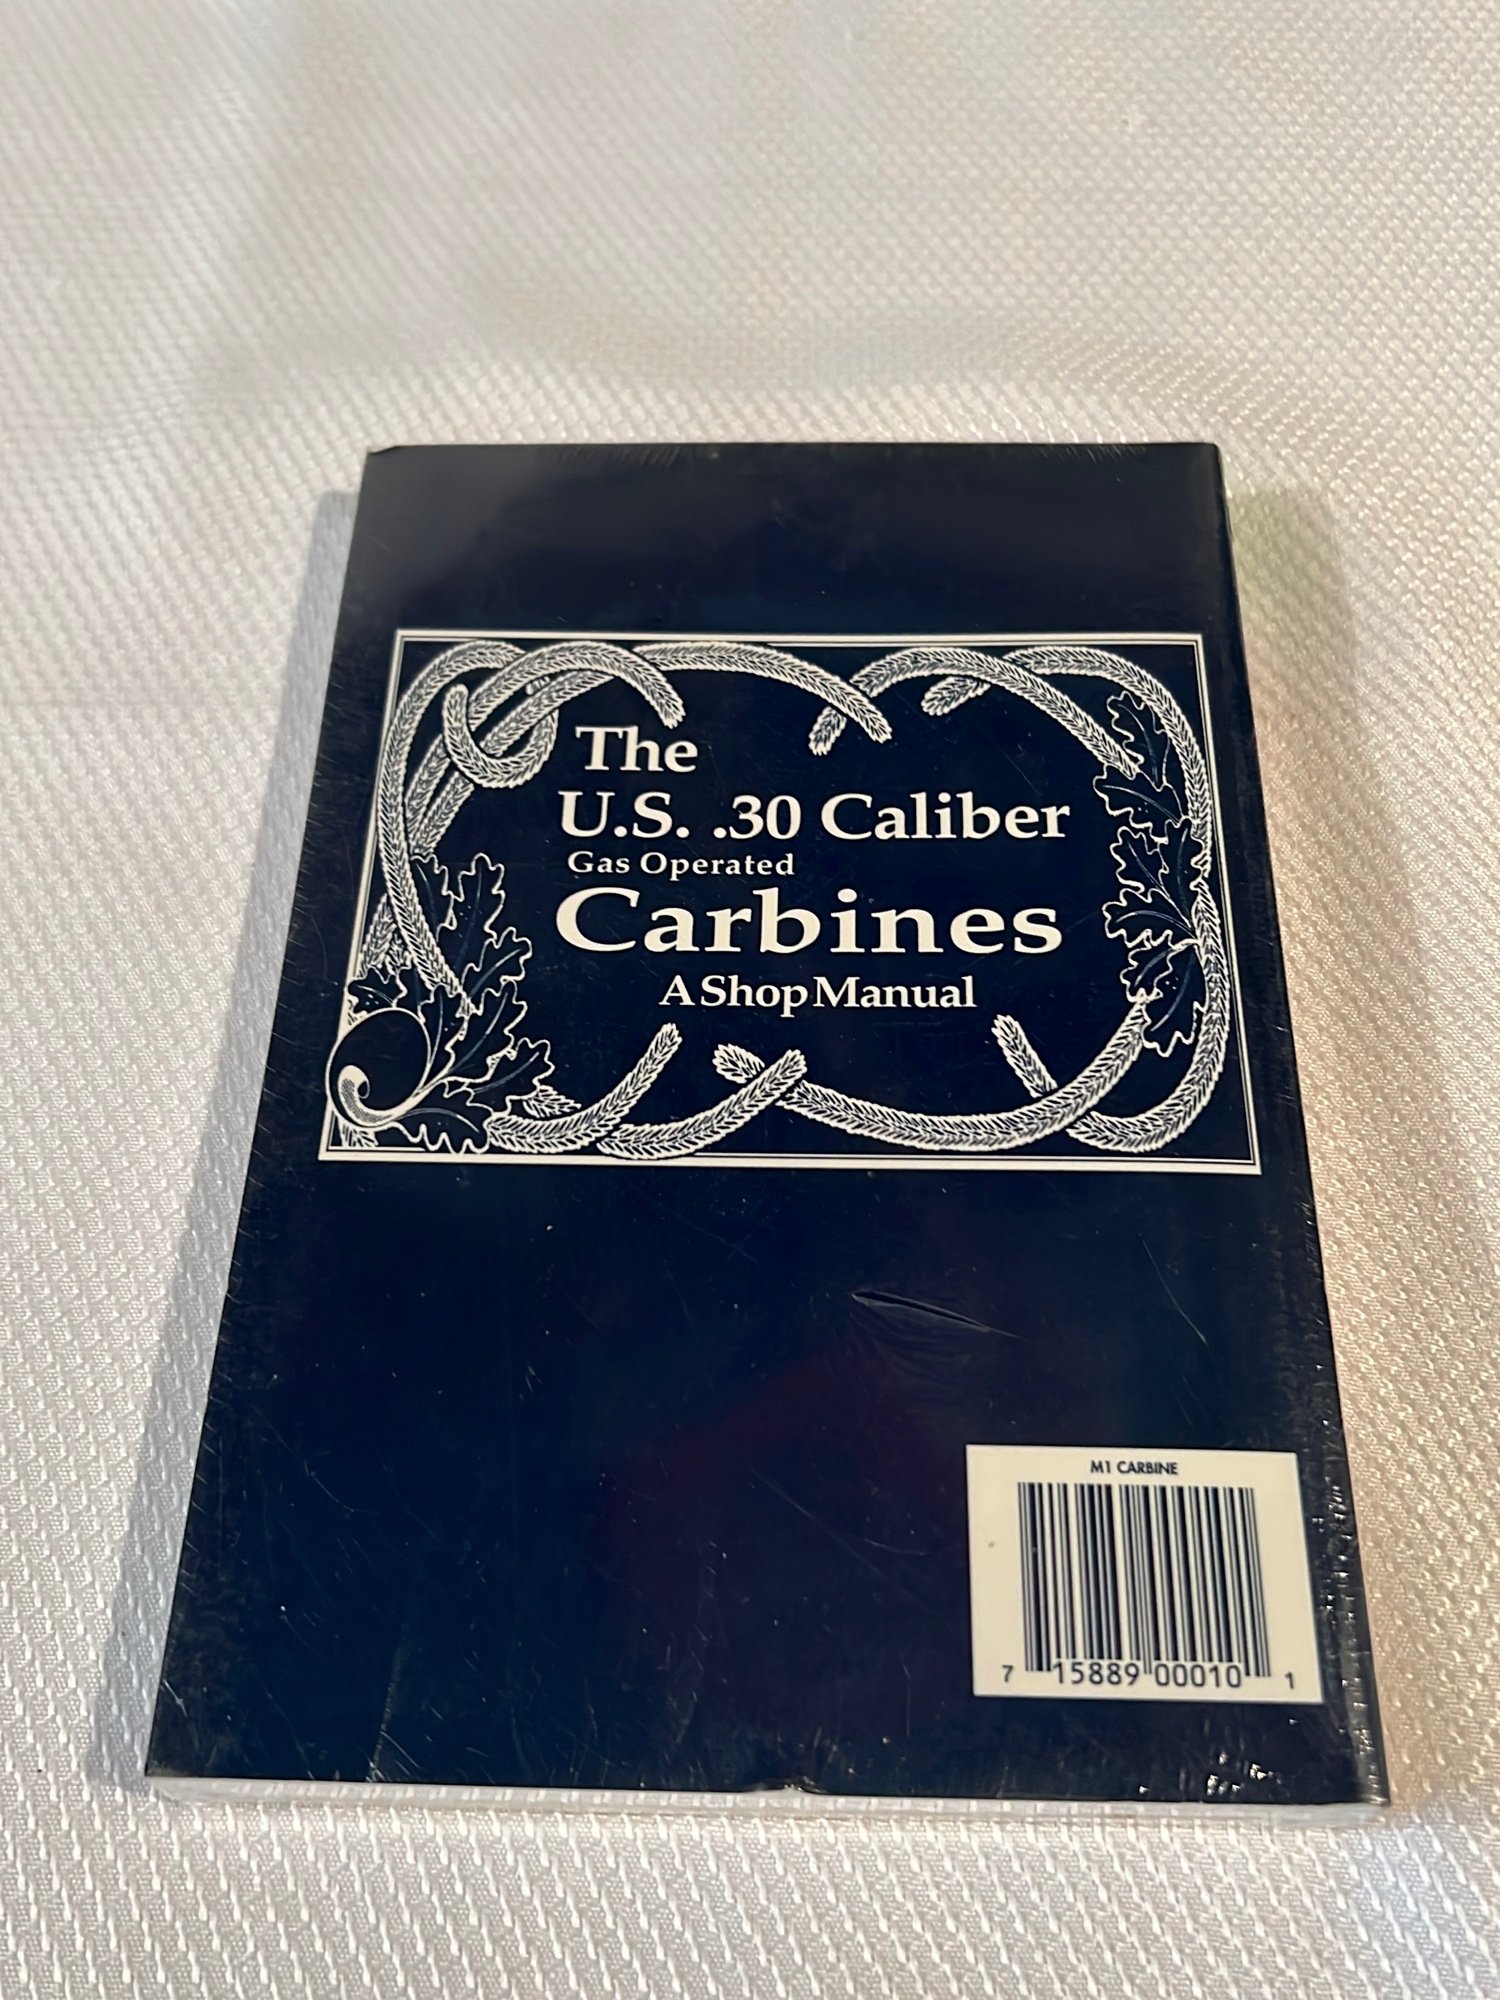 The
U.S. .30 Caliber
Gas Operated
Carbines
A Shop Manual
M1 CARBINE
7 15889 00010 1